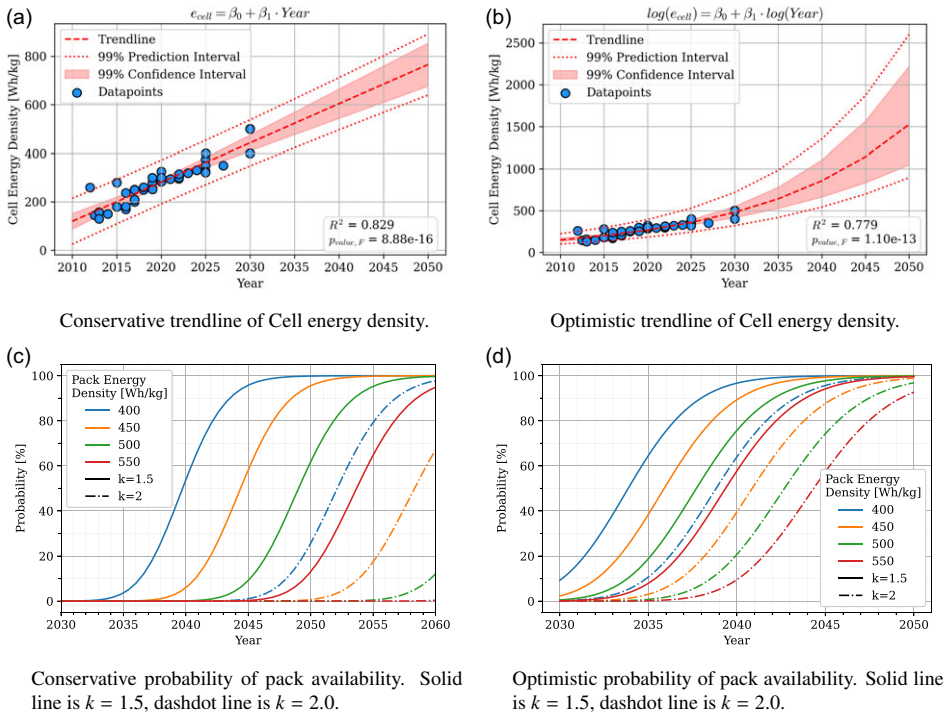 (a)
e_cell = β₀ + β₁ · Year
Cell Energy Density [Wh/kg]
800
600
400
200
0
Trendline
99% Prediction Interval
99% Confidence Interval
Datapoints
R² = 0.829
p_value, F = 8.88e-16
2010 2015 2020 2025 2030 2035 2040 2045 2050
Year
Conservative trendline of Cell energy density.
(b)
log(e_cell) = β₀ + β₁ · log(Year)
Cell Energy Density [Wh/kg]
2500
2000
1500
1000
500
0
Trendline
99% Prediction Interval
99% Confidence Interval
Datapoints
R² = 0.779
p_value, F = 1.10e-13
2010 2015 2020 2025 2030 2035 2040 2045 2050
Year
Optimistic trendline of Cell energy density.
(c)
Probability [%]
100
80
60
40
20
0
Pack Energy
Density [Wh/kg]
400
450
500
550
k=1.5
k=2
2030 2035 2040 2045 2050 2055 2060
Year
Conservative probability of pack availability. Solid
line is k = 1.5, dashdot line is k = 2.0.
(d)
Probability [%]
100
80
60
40
20
0
Pack Energy
Density [Wh/kg]
400
450
500
550
k=1.5
k=2
2030 2035 2040 2045 2050
Year
Optimistic probability of pack availability. Solid line
is k = 1.5, dashdot line is k = 2.0.